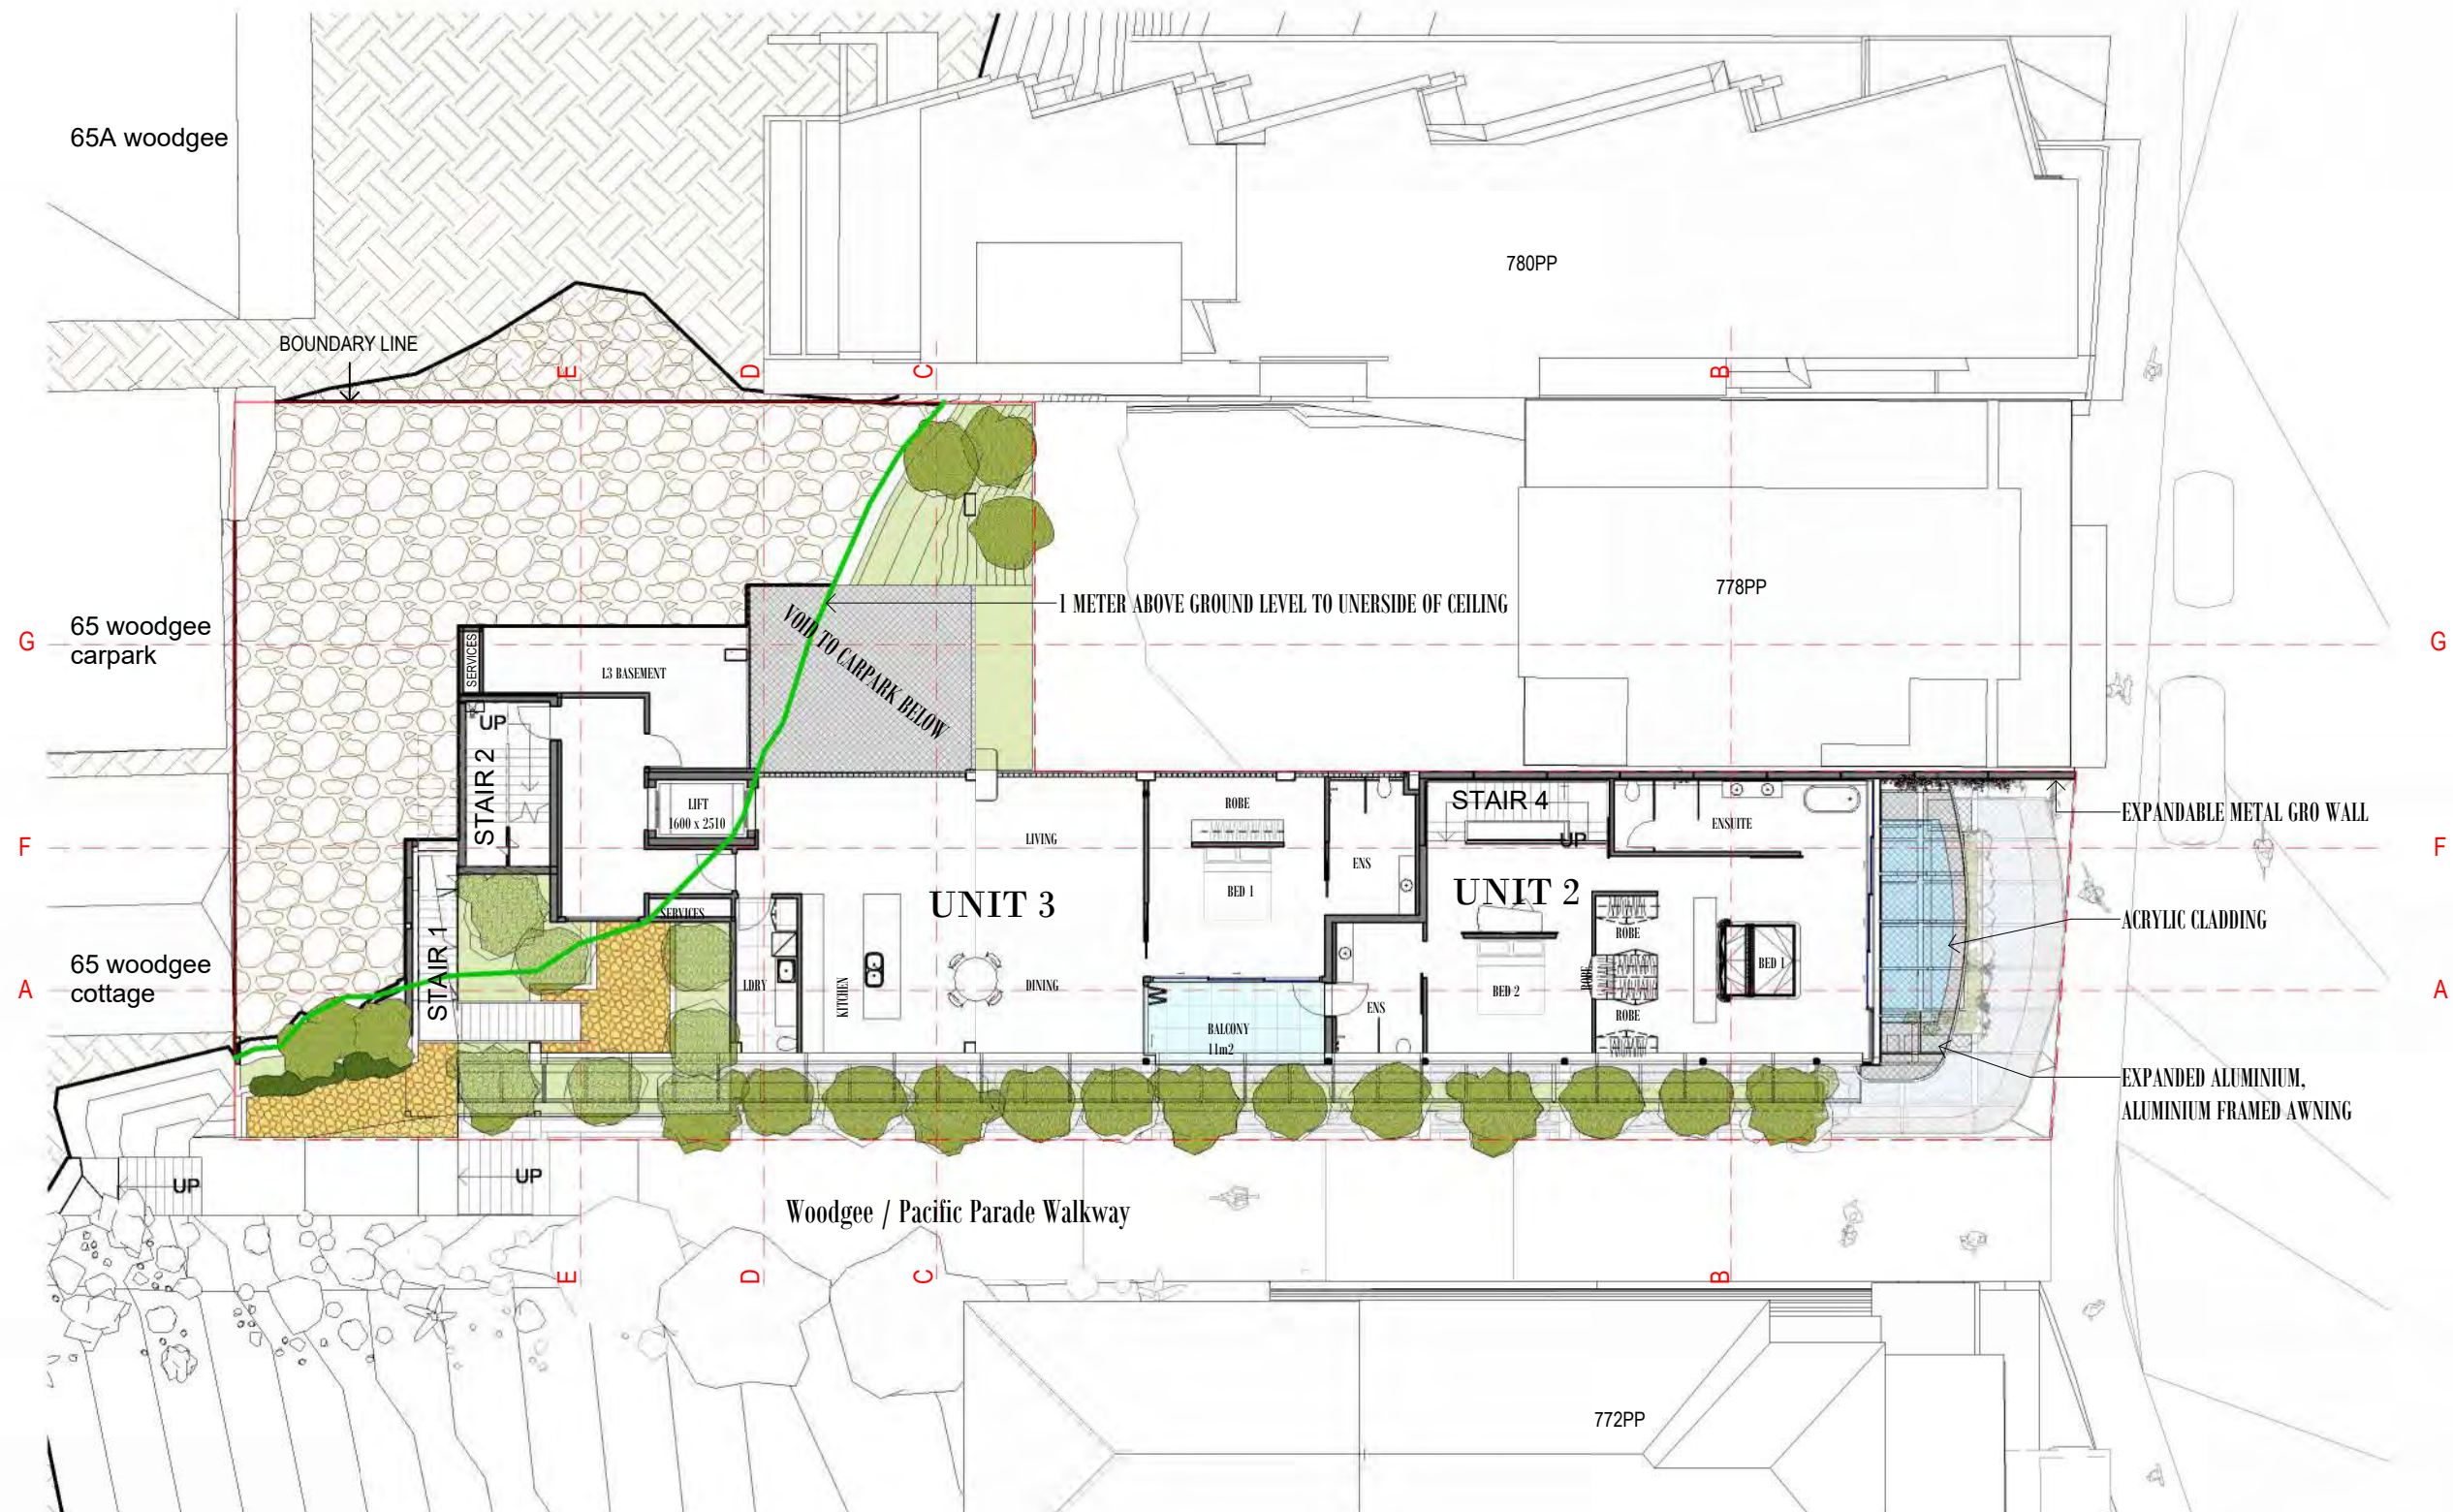 65A woodgee
780PP
BOUNDARY LINE
E
D
C
B
778PP
1 METER ABOVE GROUND LEVEL TO UNERSIDE OF CEILING
65 woodgee
carpark
G
G
SERVICES
L3 BASEMENT
VOID TO CARPARK BELOW
UP
STAIR 2
LIFT
1600 x 2510
ROBE
LIVING
STAIR 4
UP
ENSUITE
EXPANDABLE METAL GRO WALL
F
F
ENS
BED 1
UNIT 3
UNIT 2
SERVICES
ROBE
ACRYLIC CLADDING
STAIR 1
65 woodgee
cottage
A
A
LDRY
KITCHEN
DINING
BED 2
ROBE
BED 1
W
ENS
ROBE
BALCONY
11m2
EXPANDED ALUMINIUM,
ALUMINIUM FRAMED AWNING
UP
UP
Woodgee / Pacific Parade Walkway
E
D
C
B
772PP